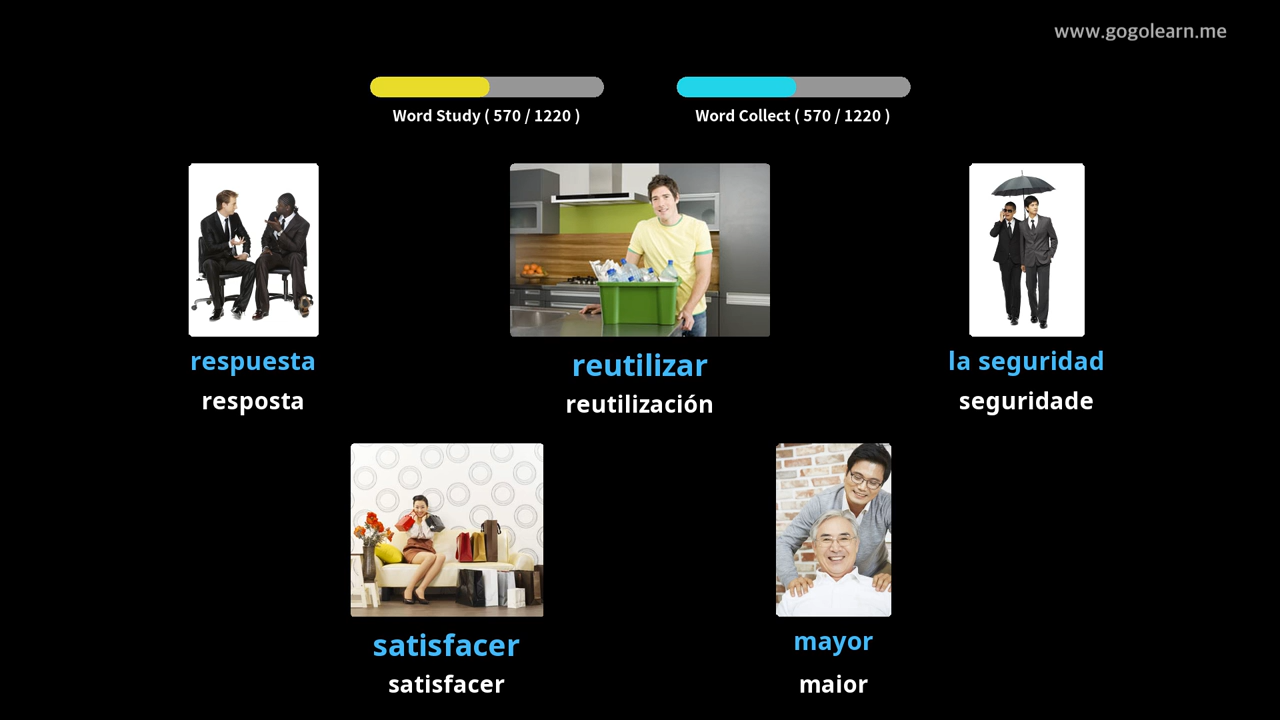 www.gogolearn.me
Word Study ( 570 / 1220 )
Word Collect ( 570 / 1220 )
respuesta
resposta
reutilizar
reutilización
la seguridad
seguridade
satisfacer
satisfacer
mayor
maior